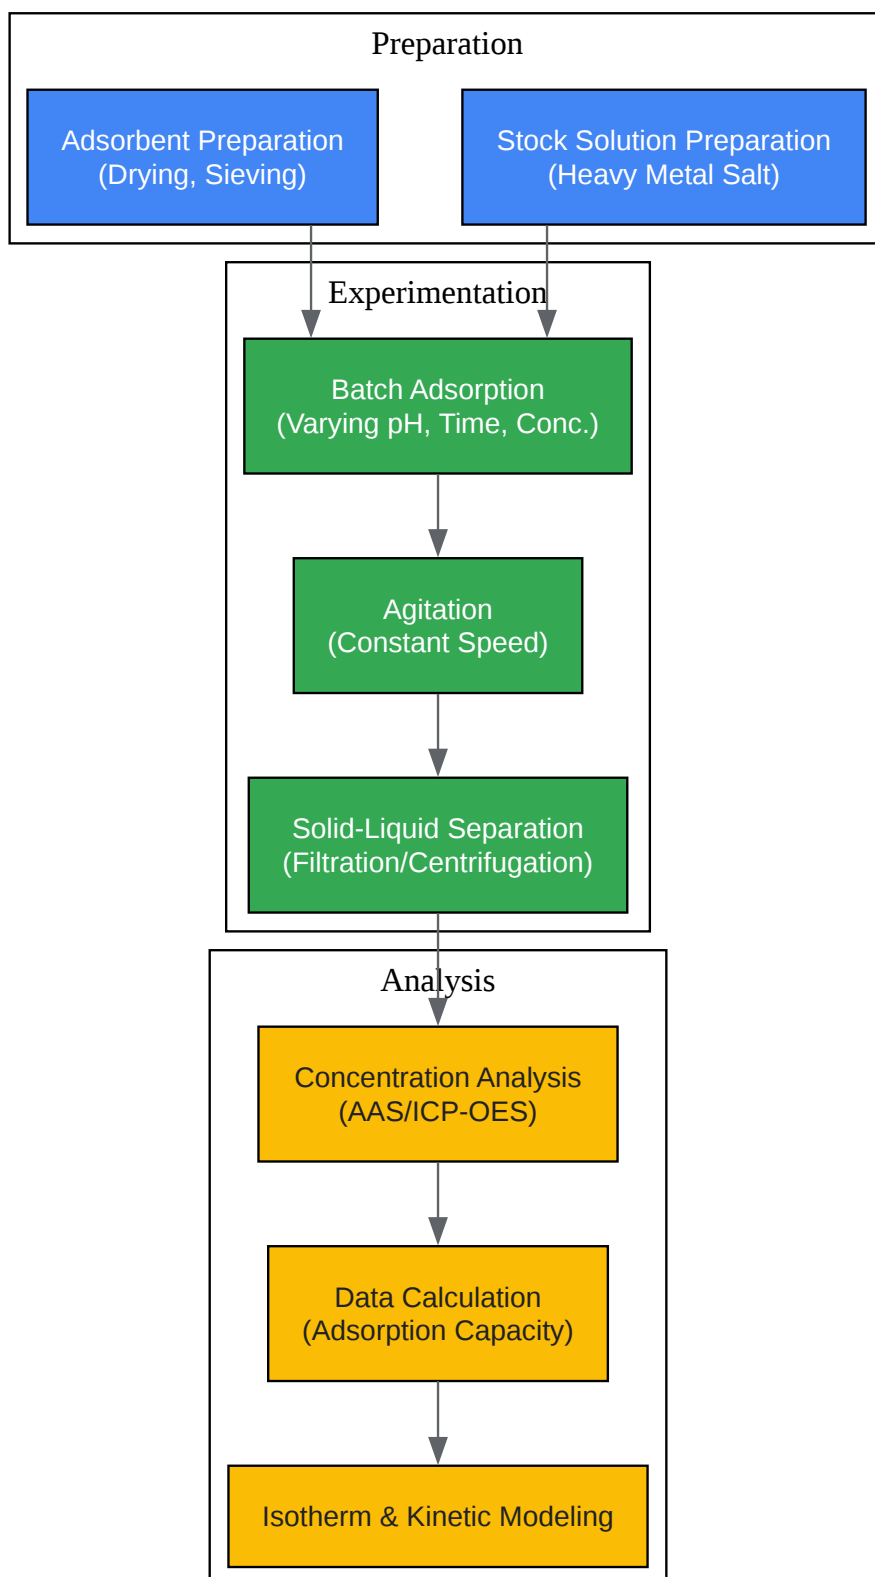 Preparation
Adsorbent Preparation
(Drying, Sieving)
Stock Solution Preparation
(Heavy Metal Salt)
Experimentation
Batch Adsorption
(Varying pH, Time, Conc.)
Agitation
(Constant Speed)
Solid-Liquid Separation
(Filtration/Centrifugation)
Analysis
Concentration Analysis
(AAS/ICP-OES)
Data Calculation
(Adsorption Capacity)
Isotherm & Kinetic Modeling